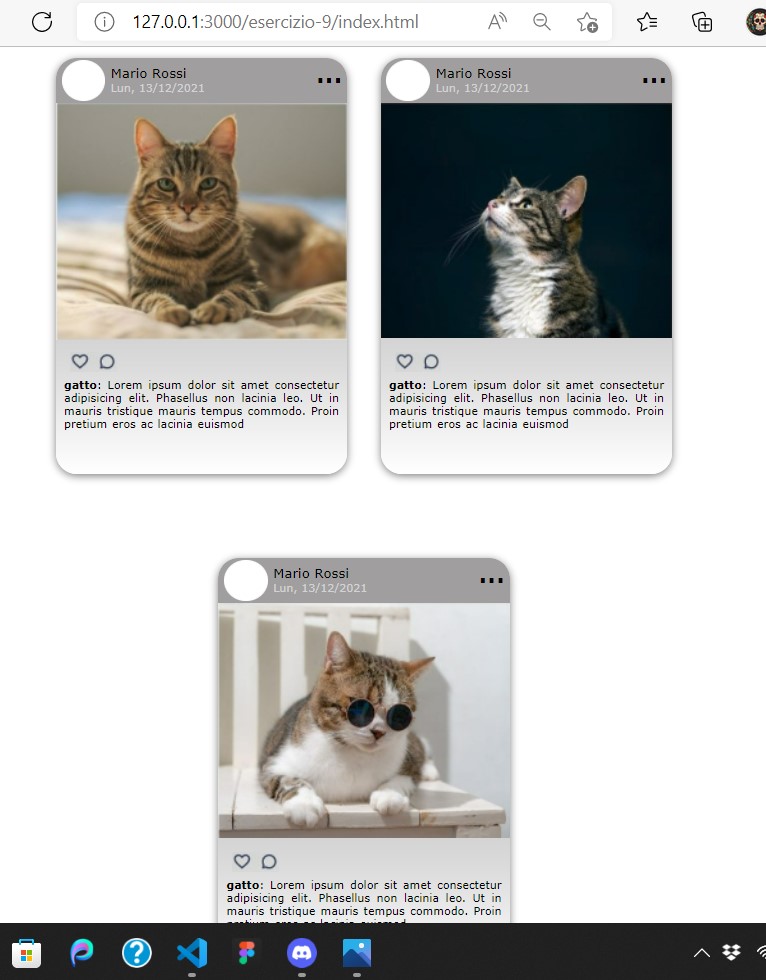 127.0.0.1:3000/esercizio-9/index.html
Mario Rossi
Lun, 13/12/2021
gatto: Lorem ipsum dolor sit amet consectetur
adipisicing elit. Phasellus non lacinia leo. Ut in
mauris tristique mauris tempus commodo. Proin
pretium eros ac lacinia euismod
Mario Rossi
Lun, 13/12/2021
gatto: Lorem ipsum dolor sit amet consectetur
adipisicing elit. Phasellus non lacinia leo. Ut in
mauris tristique mauris tempus commodo. Proin
pretium eros ac lacinia euismod
Mario Rossi
Lun, 13/12/2021
gatto: Lorem ipsum dolor sit amet consectetur
adipisicing elit. Phasellus non lacinia leo. Ut in
mauris tristique mauris tempus commodo. Proin